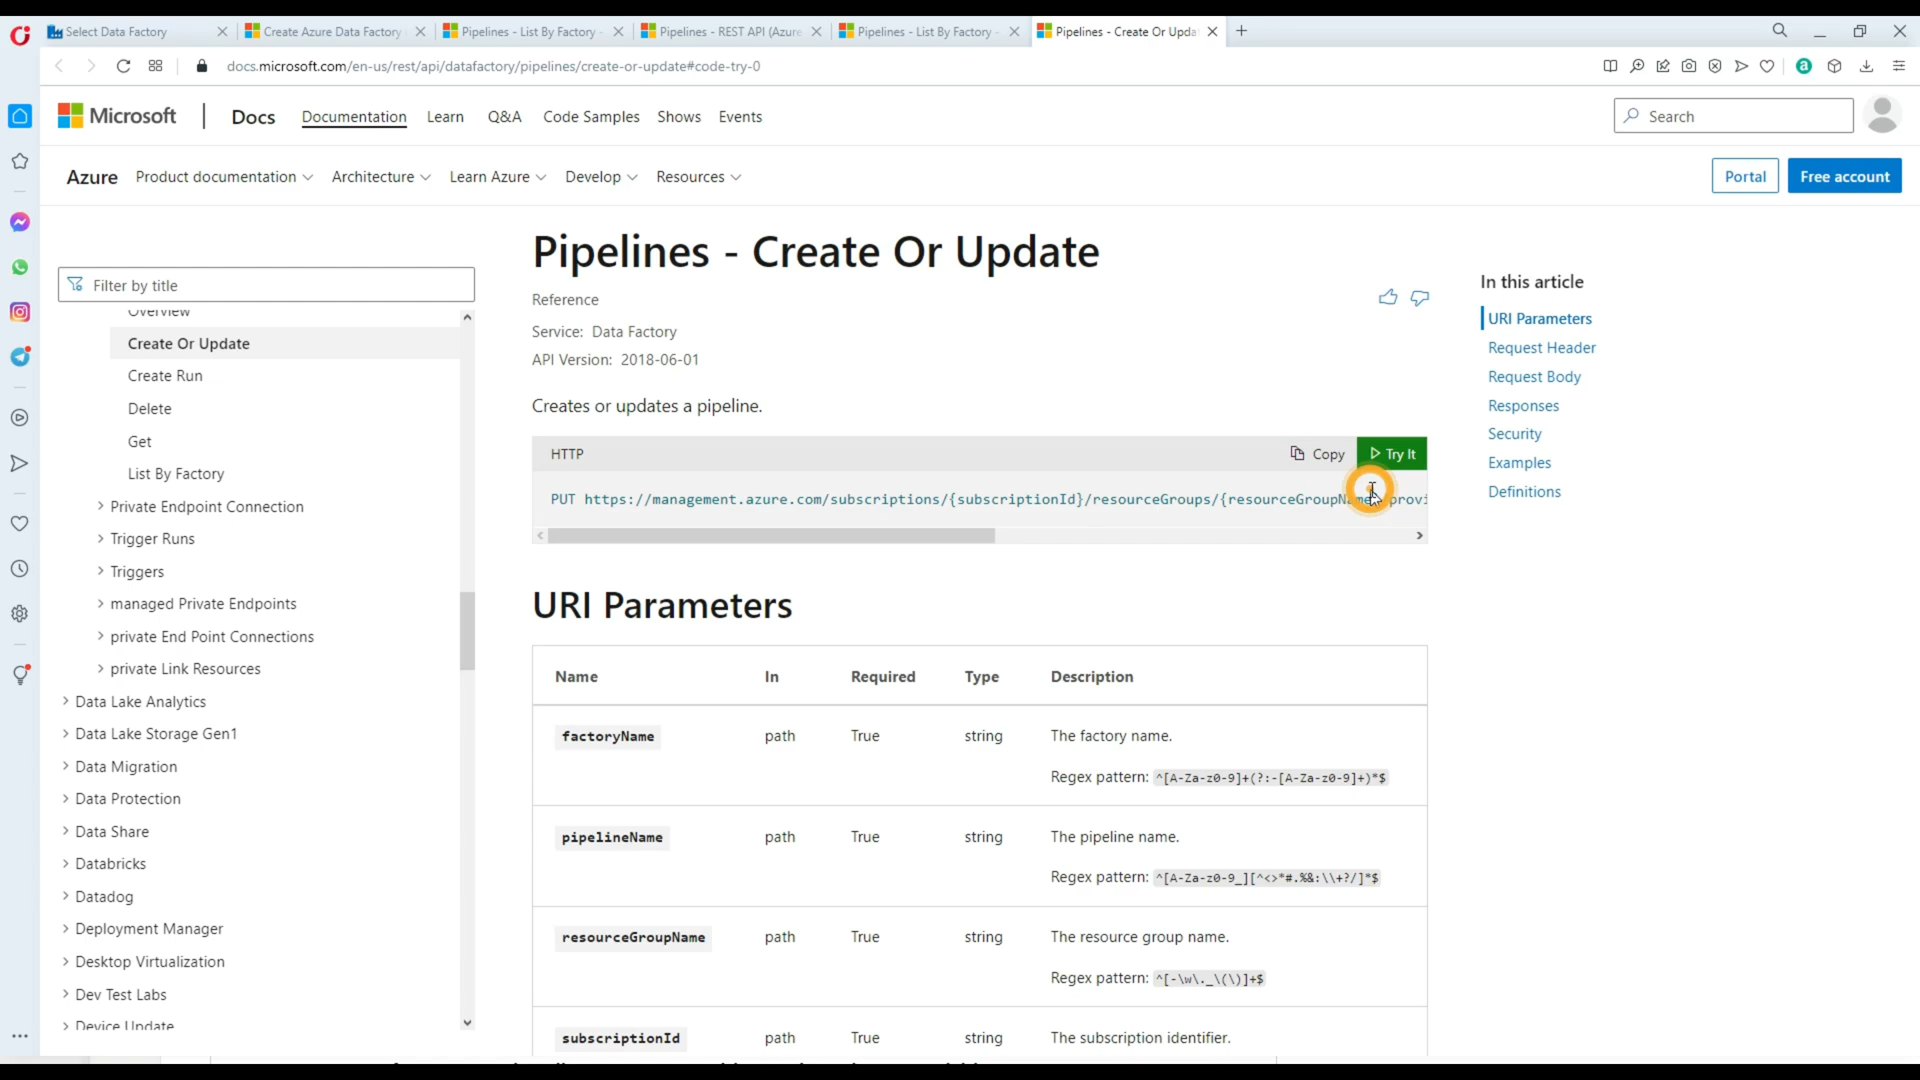 Select Data Factory
Create Azure Data Factory
Pipelines - List By Factory -
Pipelines - REST API (Azure
Pipelines - List By Factory -
Pipelines - Create Or Upda
docs.microsoft.com/en-us/rest/api/datafactory/pipelines/create-or-update#code-try-0
Microsoft
Docs
Documentation
Learn
Q&A
Code Samples
Shows
Events
Search
Azure
Product documentation
Architecture
Learn Azure
Develop
Resources
Portal
Free account
Filter by title
Overview
Create Or Update
Create Run
Delete
Get
List By Factory
Private Endpoint Connection
Trigger Runs
Triggers
managed Private Endpoints
private End Point Connections
private Link Resources
Data Lake Analytics
Data Lake Storage Gen1
Data Migration
Data Protection
Data Share
Databricks
Datadog
Deployment Manager
Desktop Virtualization
Dev Test Labs
Device Update
Pipelines - Create Or Update
Reference
Service: Data Factory
API Version: 2018-06-01
Creates or updates a pipeline.
HTTP
Copy
Try It
PUT https://management.azure.com/subscriptions/{subscriptionId}/resourceGroups/{resourceGroupName}/provi
URI Parameters
Name In Required Type Description
factoryName path True string The factory name.
Regex pattern: ^[A-Za-z0-9]+(?:-[A-Za-z0-9]+)*$
pipelineName path True string The pipeline name.
Regex pattern: ^[A-Za-z0-9_][^<>*#.%&:\\+?/]*$
resourceGroupName path True string The resource group name.
Regex pattern: ^[-\w\._\(\)]+$
subscriptionId path True string The subscription identifier.
In this article
URI Parameters
Request Header
Request Body
Responses
Security
Examples
Definitions